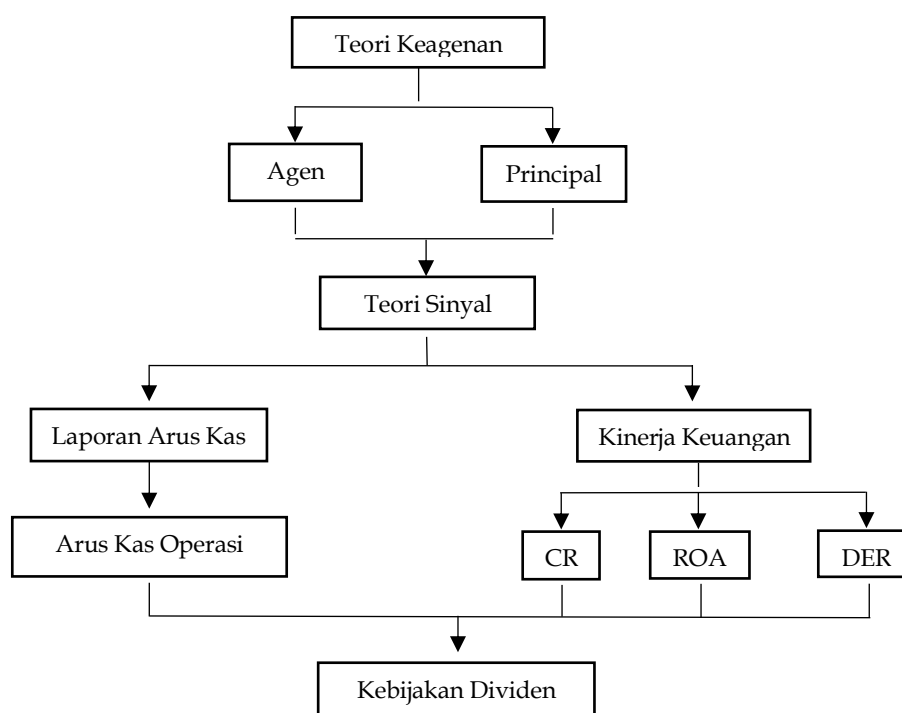 Teori Keagenan
Agen
Principal
Teori Sinyal
Laporan Arus Kas
Kinerja Keuangan
Arus Kas Operasi
CR
ROA
DER
Kebijakan Dividen